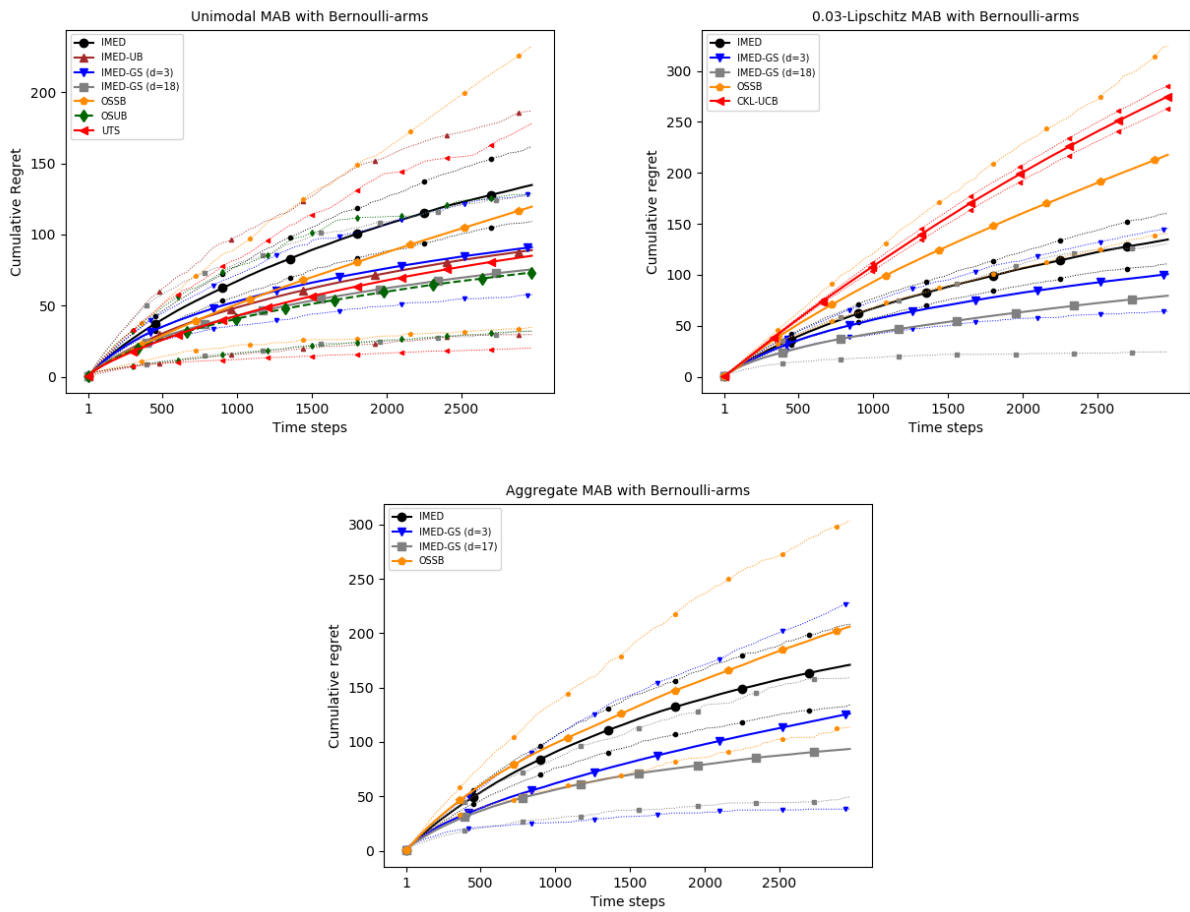 Unimodal MAB with Bernoulli-arms
IMED
IMED-UB
IMED-GS (d=3)
IMED-GS (d=18)
OSSB
OSUB
UTS
Cumulative Regret
200
150
100
50
0
1
500
1000
1500
2000
2500
Time steps
0.03-Lipschitz MAB with Bernoulli-arms
IMED
IMED-GS (d=3)
IMED-GS (d=18)
OSSB
CKL-UCB
Cumulative regret
300
250
200
150
100
50
0
1
500
1000
1500
2000
2500
Time steps
Aggregate MAB with Bernoulli-arms
IMED
IMED-GS (d=3)
IMED-GS (d=17)
OSSB
Cumulative regret
300
250
200
150
100
50
0
1
500
1000
1500
2000
2500
Time steps